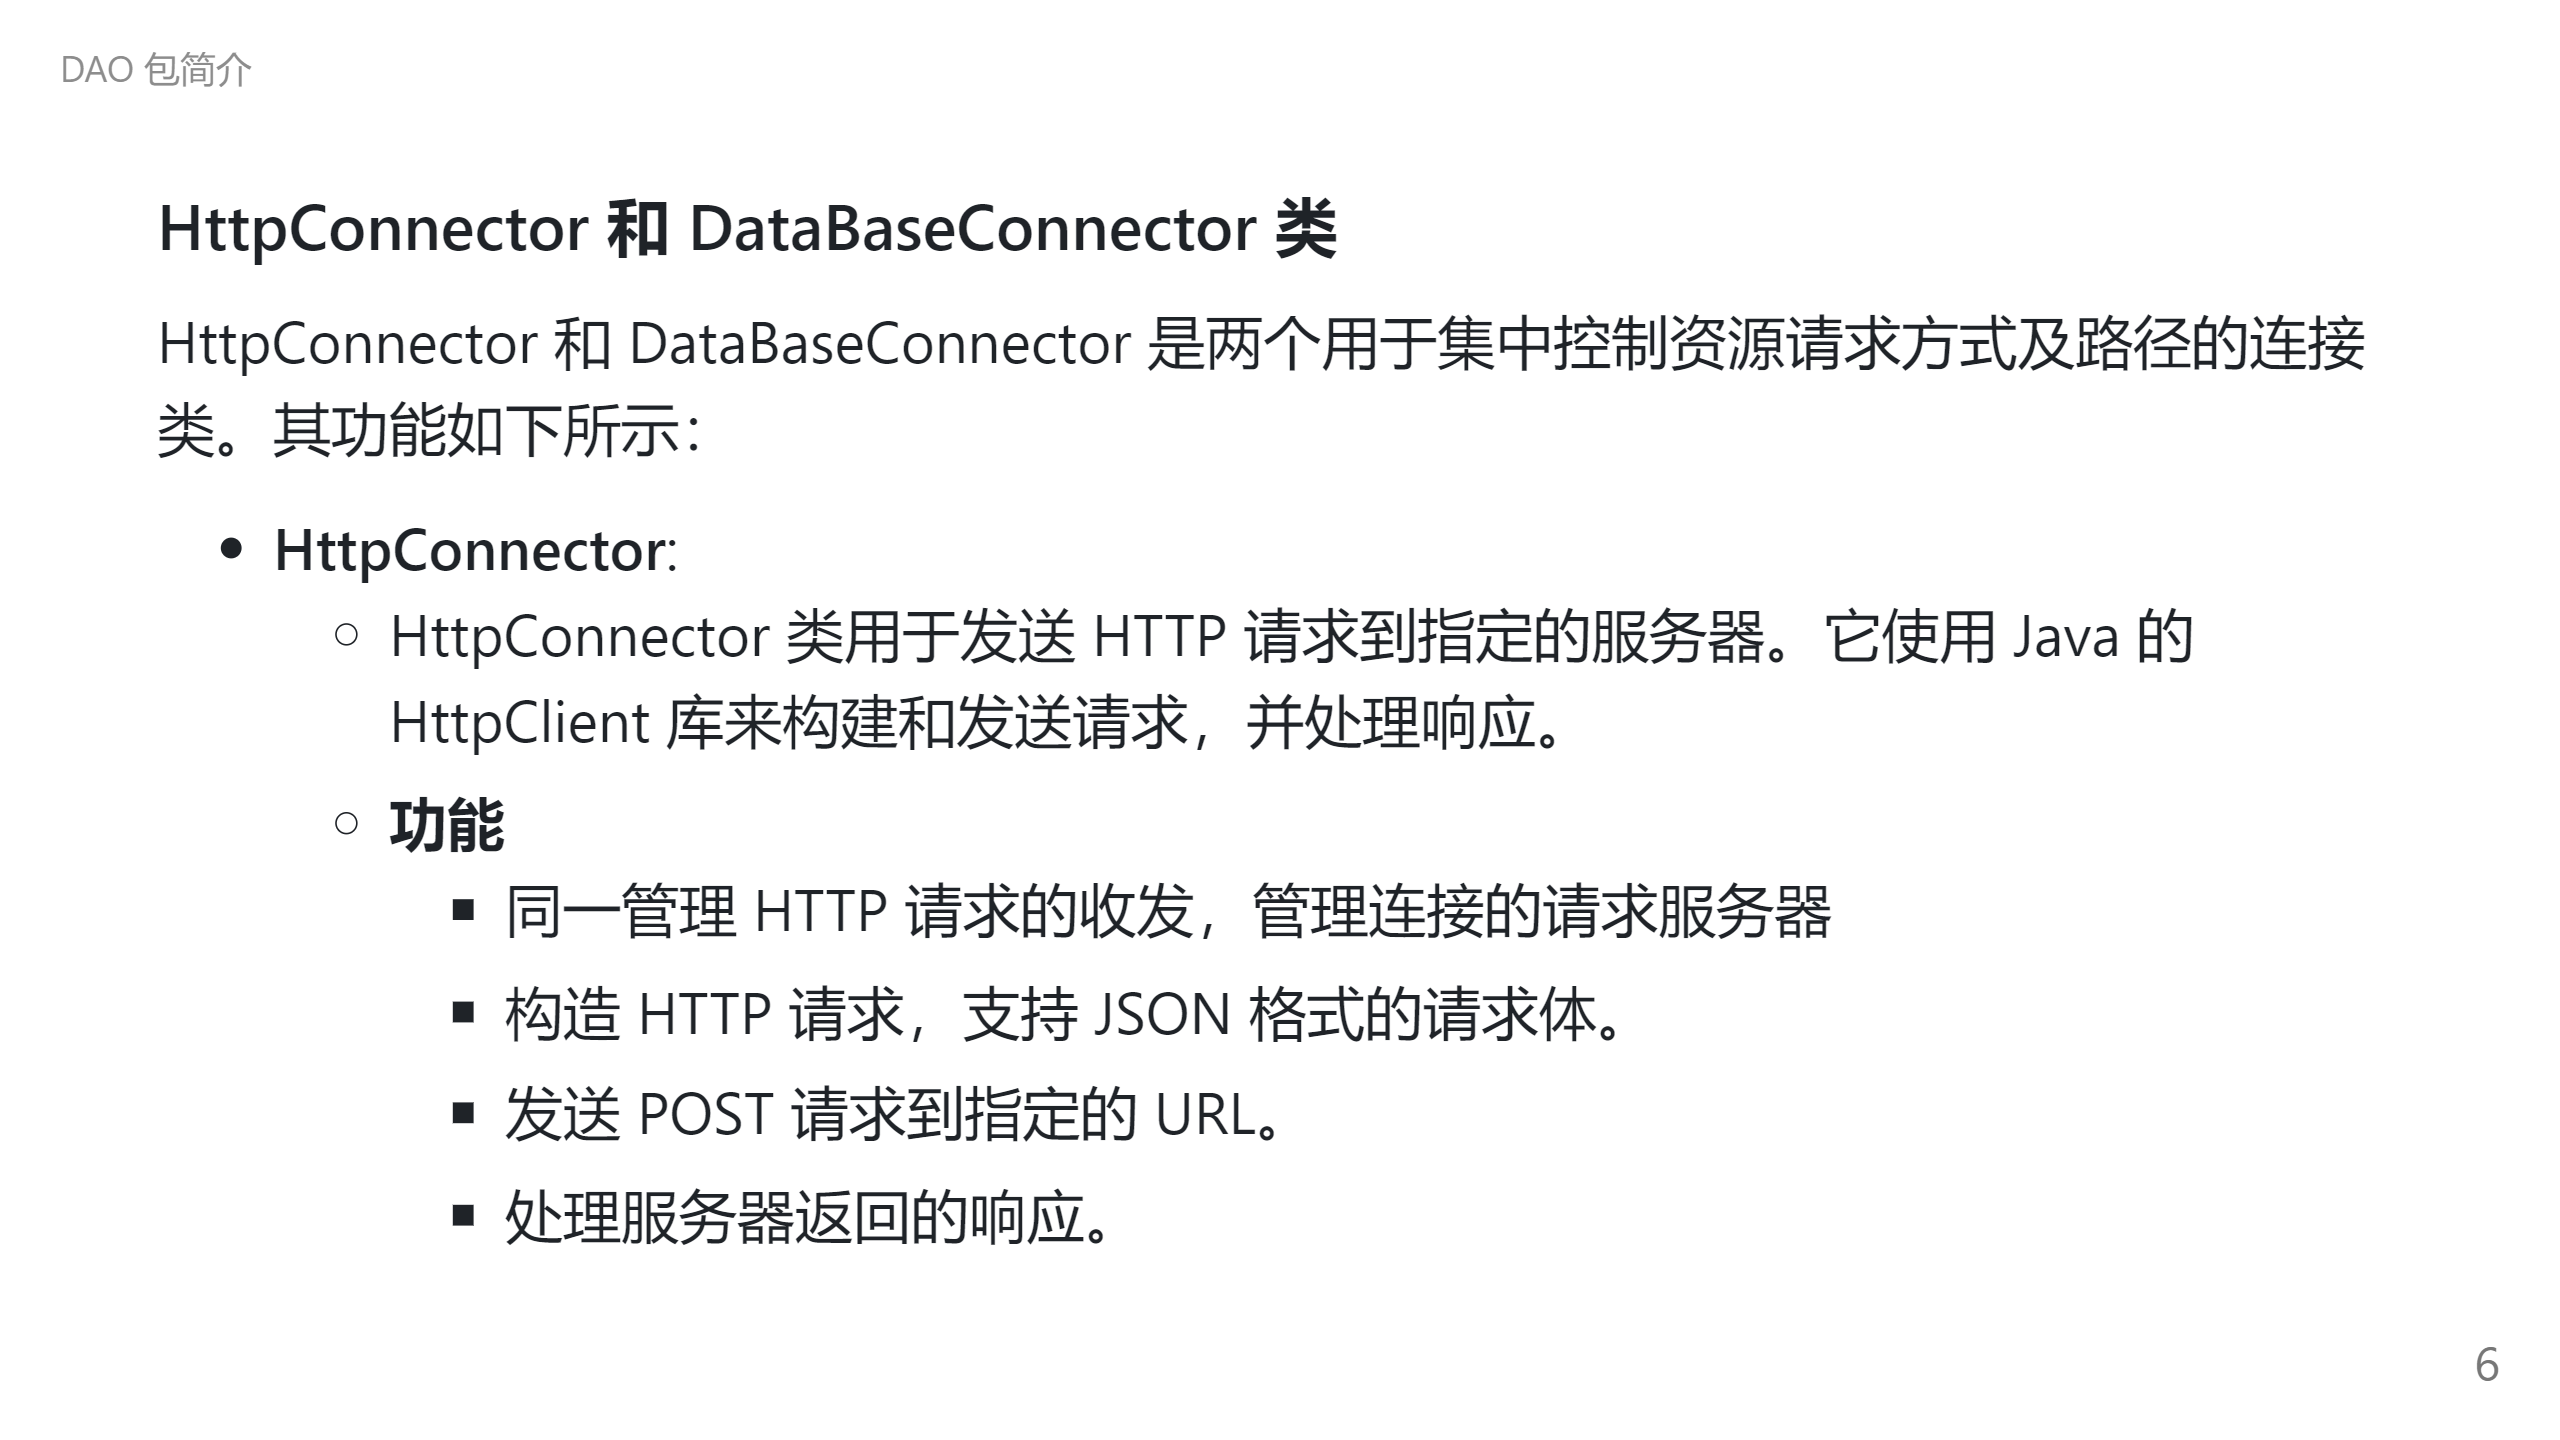 DAO 包简介
HttpConnector 和 DataBaseConnector 类
HttpConnector 和 DataBaseConnector 是两个用于集中控制资源请求方式及路径的连接
类。其功能如下所示：
• HttpConnector:
○ HttpConnector 类用于发送 HTTP 请求到指定的服务器。它使用 Java 的
HttpClient 库来构建和发送请求，并处理响应。
○ 功能
▪ 同一管理 HTTP 请求的收发，管理连接的请求服务器
▪ 构造 HTTP 请求，支持 JSON 格式的请求体。
▪ 发送 POST 请求到指定的 URL。
▪ 处理服务器返回的响应。
6